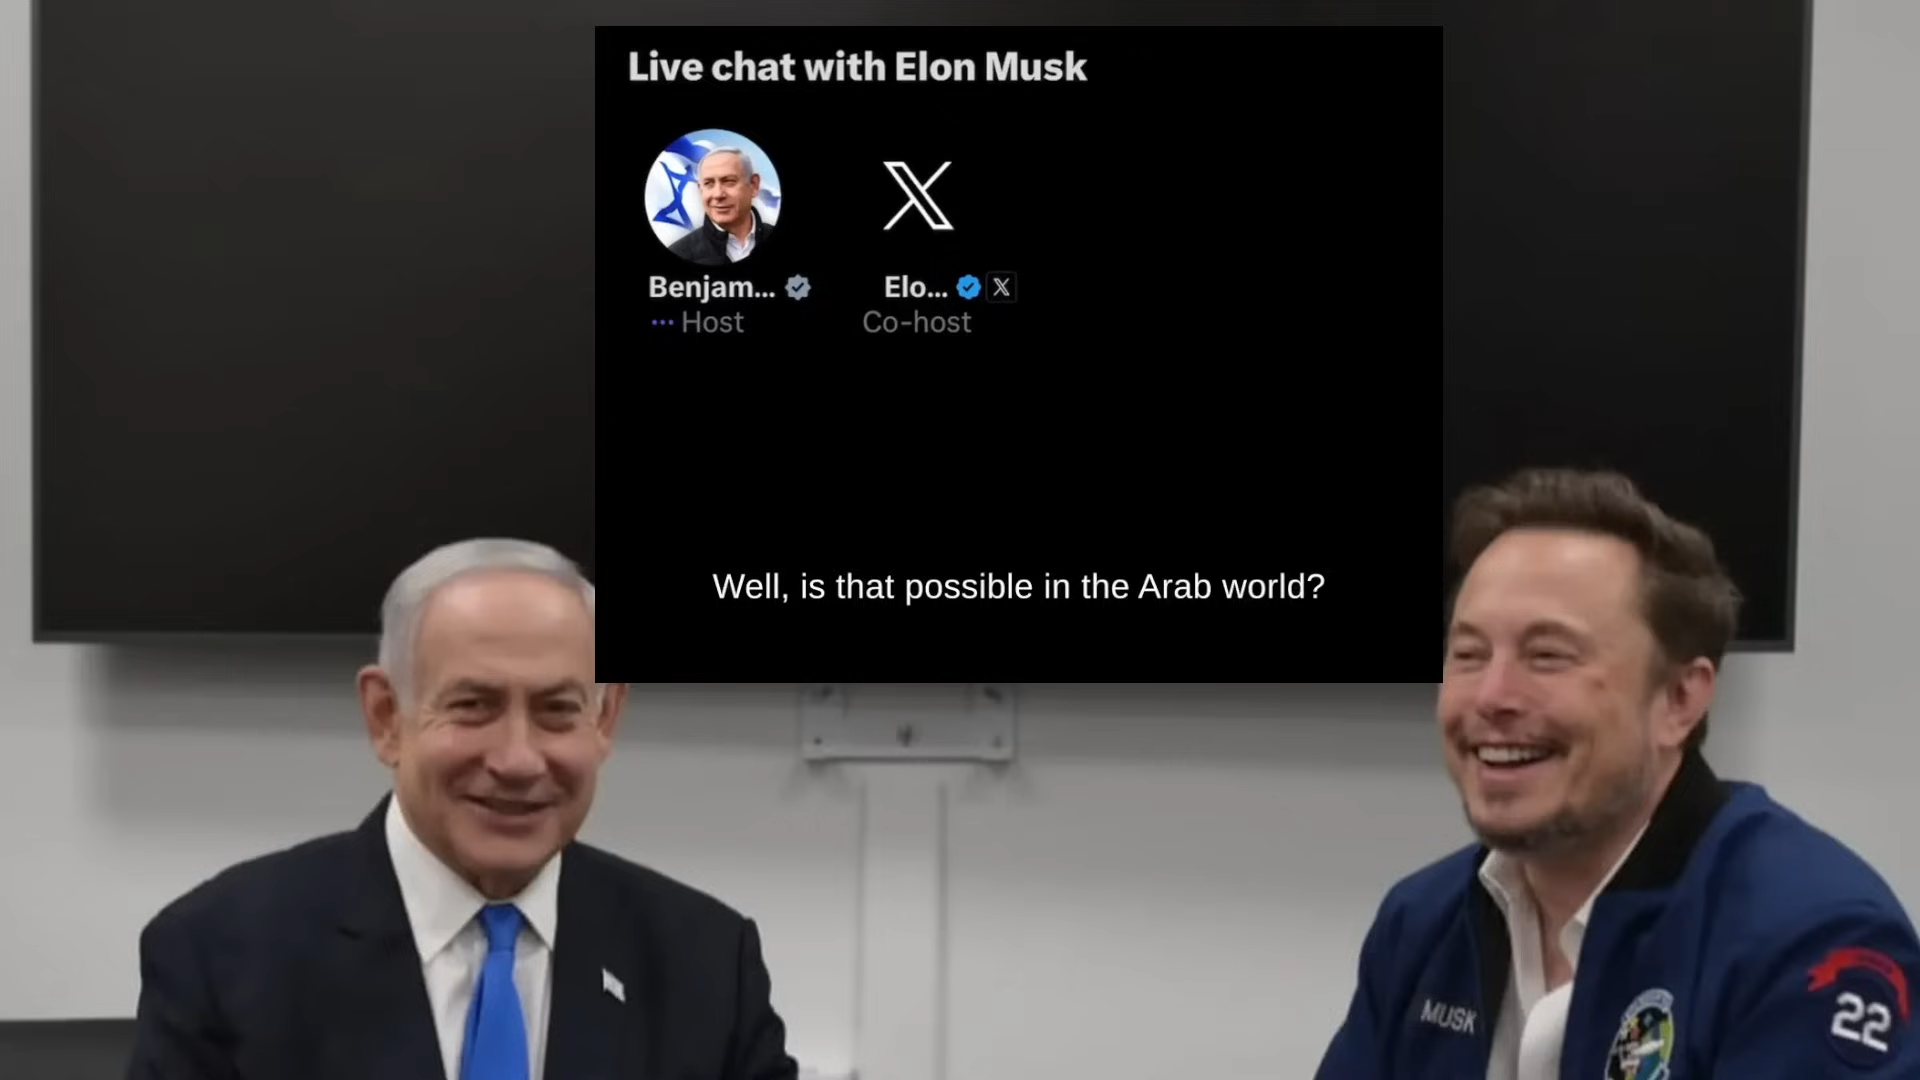 Live chat with Elon Musk
Benjam...
Elo...
Host
Co-host
Well, is that possible in the Arab world?
MUSK
22